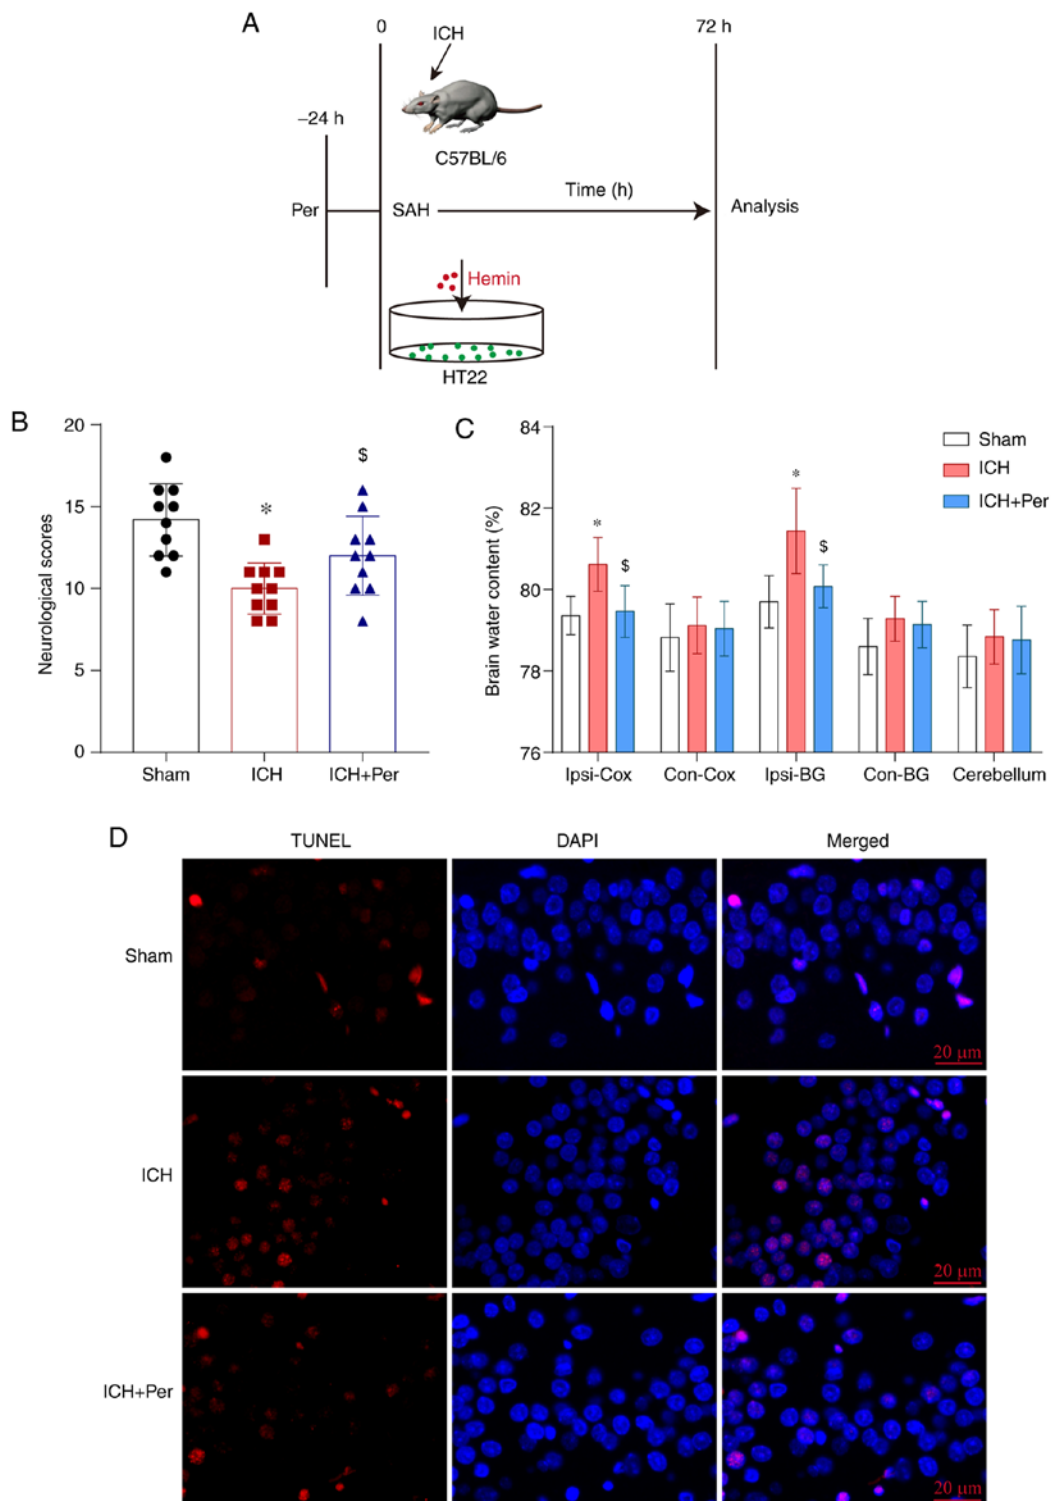 A
0
72 h
ICH
−24 h
C57BL/6
Time (h)
Per
SAH
Analysis
Hemin
HT22
B
20
15
10
5
0
Neurological scores
*
$
Sham
ICH
ICH+Per
C
84
82
80
78
76
Brain water content (%)
Sham
ICH
ICH+Per
*
$
*
$
Ipsi-Cox
Con-Cox
Ipsi-BG
Con-BG
Cerebellum
D
TUNEL
DAPI
Merged
Sham
20 µm
ICH
20 µm
ICH+Per
20 µm